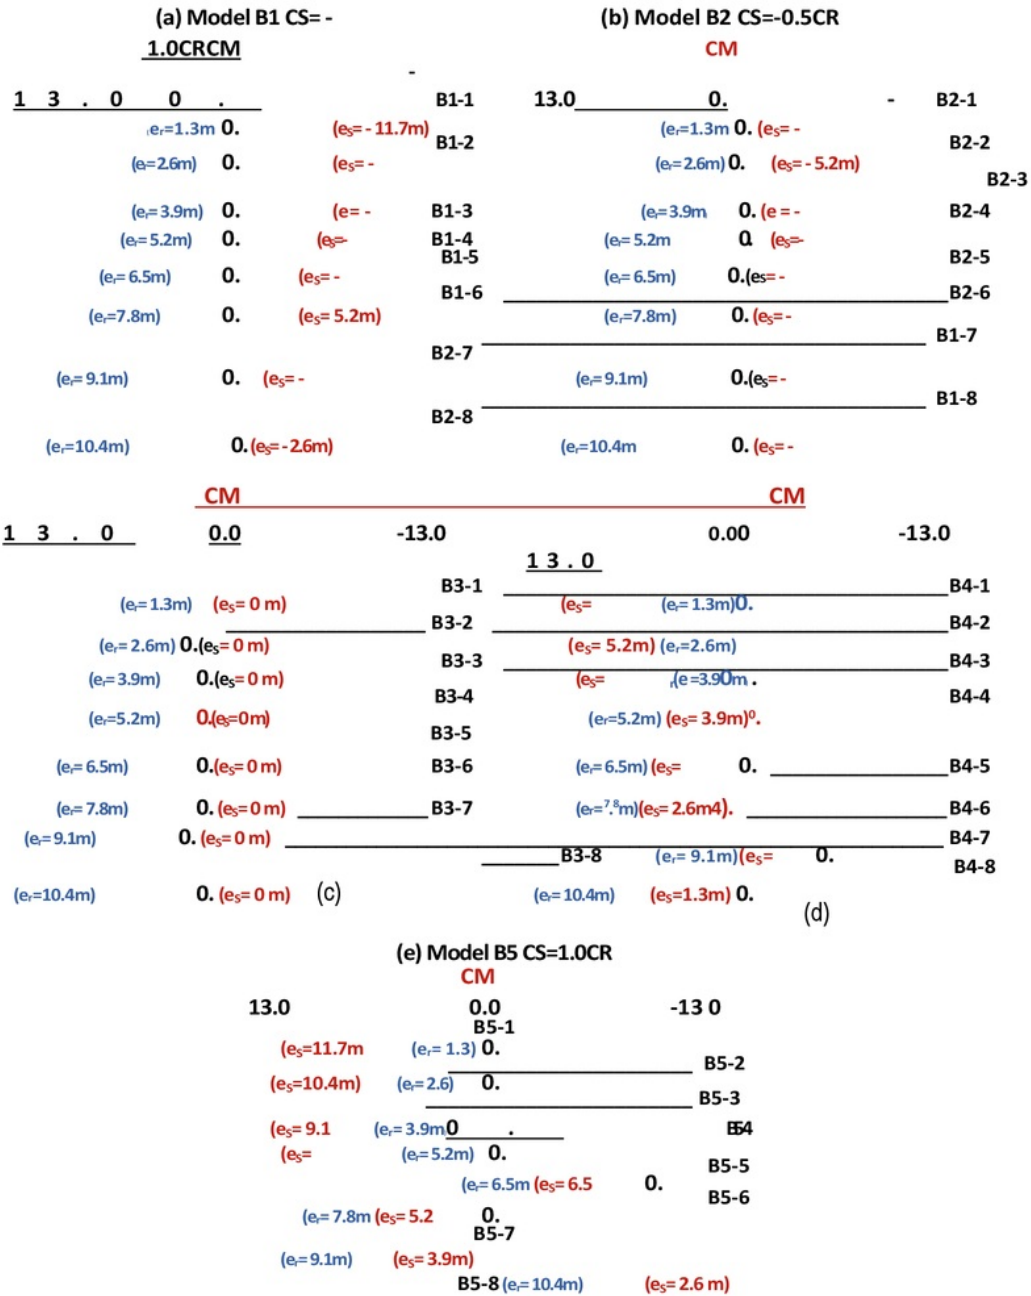 (a) Model B1 CS= -
1.0CRCM
-
1 3 . 0 0 . B1-1
(er=1.3m 0. (eS= - 11.7m)
B1-2
(er=2.6m) 0. (eS= -
(er= 3.9m) 0. (e = - B1-3
(er= 5.2m) 0. (eS=- B1-4
B1-5
(er= 6.5m) 0. (eS= -
B1-6
(er=7.8m) 0. (eS= 5.2m)
B2-7
(er= 9.1m) 0. (eS= -
B2-8
(er=10.4m) 0. (eS= - 2.6m)
(b) Model B2 CS=-0.5CR
CM
13.0 0. - B2-1
(er=1.3m 0. (eS= -
B2-2
(er=2.6m) 0. (eS= - 5.2m)
B2-3
(er= 3.9m 0. (e = - B2-4
(er= 5.2m 0. (eS=-
B2-5
(er= 6.5m) 0.(eS= -
B2-6
(er=7.8m) 0. (eS= -
B1-7
(er= 9.1m) 0.(eS= -
B1-8
(er=10.4m 0. (eS= -
CM
1 3 . 0 0.0 -13.0
B3-1
(er= 1.3m) (eS= 0 m)
B3-2
(er= 2.6m) 0.(eS= 0 m)
B3-3
(er= 3.9m) 0.(eS= 0 m)
B3-4
(er=5.2m) 0.(eS=0m)
B3-5
(er= 6.5m) 0.(eS= 0 m) B3-6
(er= 7.8m) 0. (eS= 0 m) B3-7
(er= 9.1m) 0. (eS= 0 m)
B3-8
(er=10.4m) 0. (eS= 0 m) (c)
CM
0.00 -13.0
1 3 . 0
B4-1
(eS= (er= 1.3m)0.
B4-2
(eS= 5.2m) (er=2.6m)
B4-3
(eS= (e =3.90m .
B4-4
(er=5.2m) (eS= 3.9m)0.
(er= 6.5m) (eS= 0. B4-5
(er=7.8m)(eS= 2.6m4). B4-6
B4-7
(er= 9.1m)(eS= 0.
B4-8
(er=10.4m) (eS=1.3m) 0.
(d)
(e) Model B5 CS=1.0CR
CM
13.0 0.0 -13 0
B5-1
(eS=11.7m (er= 1.3) 0.
B5-2
(eS=10.4m) (er= 2.6) 0.
B5-3
(eS= 9.1 (er= 3.9m 0 .
(eS= (er=5.2m) 0.
B5-5
(er= 6.5m (eS= 6.5 0.
B5-6
(er= 7.8m (eS= 5.2 0.
B5-7
(er= 9.1m) (eS= 3.9m)
B5-8 (er= 10.4m) (eS= 2.6 m)